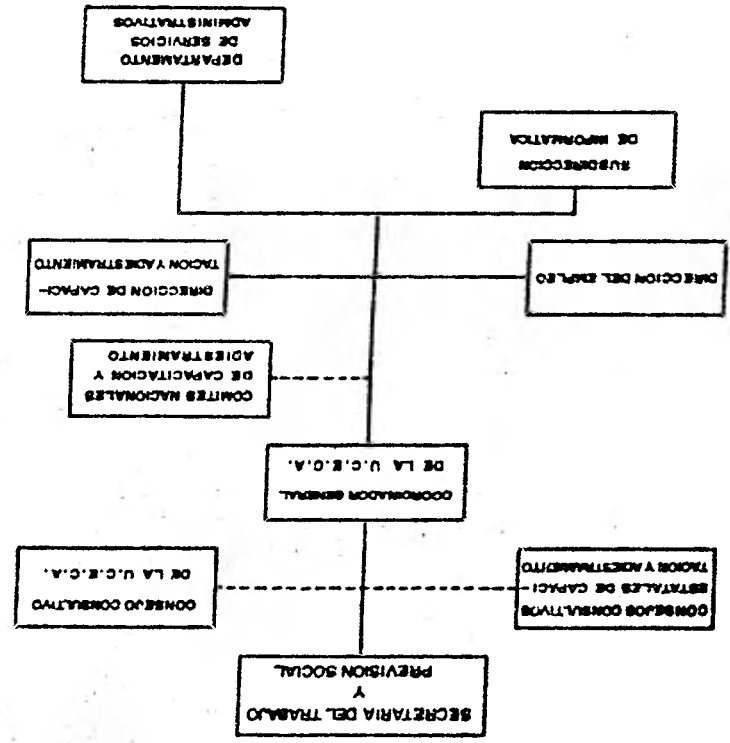 SECRETARIA DEL TRABAJO
Y
PREVISION SOCIAL
CONSEJOS CONSULTIVOS
ESTATALES DE CAPACI-
TACION Y ADIESTRAMIENTO
CONSEJO CONSULTIVO
DE LA U.C.E.C.A.
COORDINADOR GENERAL
DE LA U.C.E.C.A.
COMITES NACIONALES
DE CAPACITACION Y
ADIESTRAMIENTO
DIRECCION DEL EMPLEO
DIRECCION DE CAPACI-
TACION Y ADIESTRAMIENTO
SUBDIRECCION
DE INFORMATICA
DEPARTAMENTO
DE SERVICIOS
ADMINISTRATIVOS